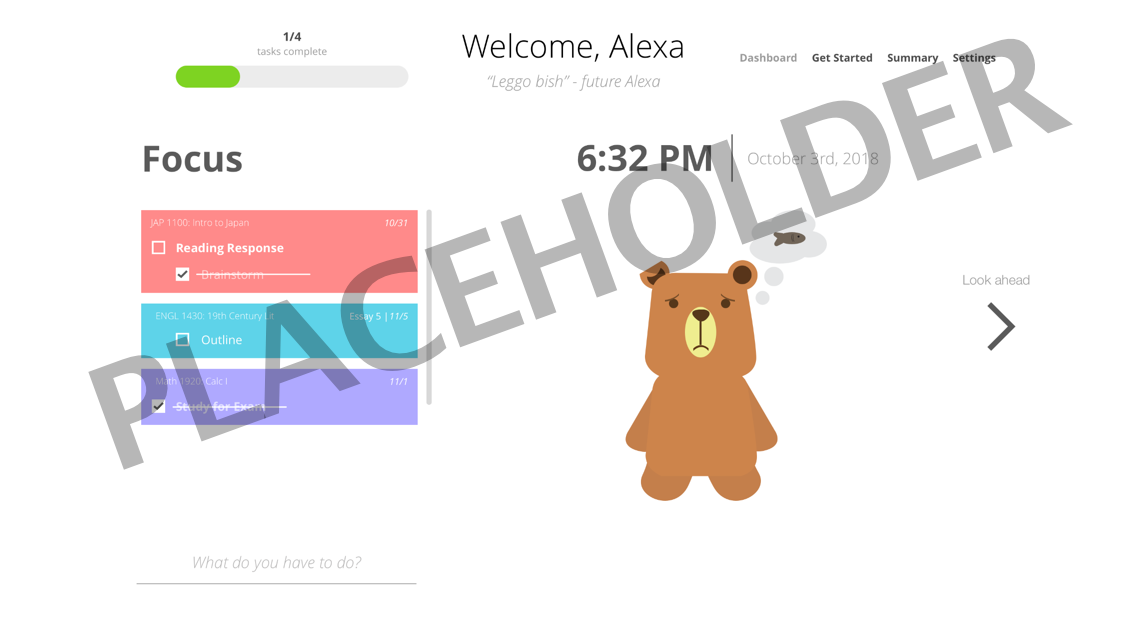 1/4
tasks complete
Welcome, Alexa
“Leggo bish” - future Alexa
Dashboard Get Started Summary Settings
Focus
6:32 PM October 3rd, 2018
JAP 1100: Intro to Japan 10/31
Reading Response
Brainstorm
ENGL 1430: 19th Century Lit Essay 5 | 11/5
Outline
Math 1920: Calc I 11/1
Study for Exam
Look ahead
What do you have to do?
PLACEHOLDER